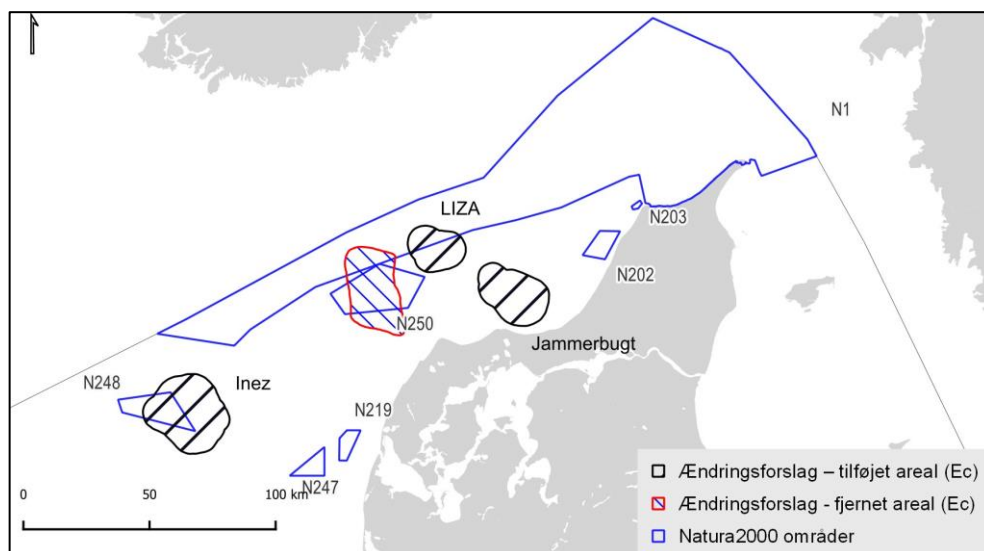 N1
LIZA
N203
N202
N250
Jammerbugt
N248
Inez
N219
N247
0 50 100 km
Ændringsforslag – tilføjet areal (Ec)
Ændringsforslag - fjernet areal (Ec)
Natura2000 områder